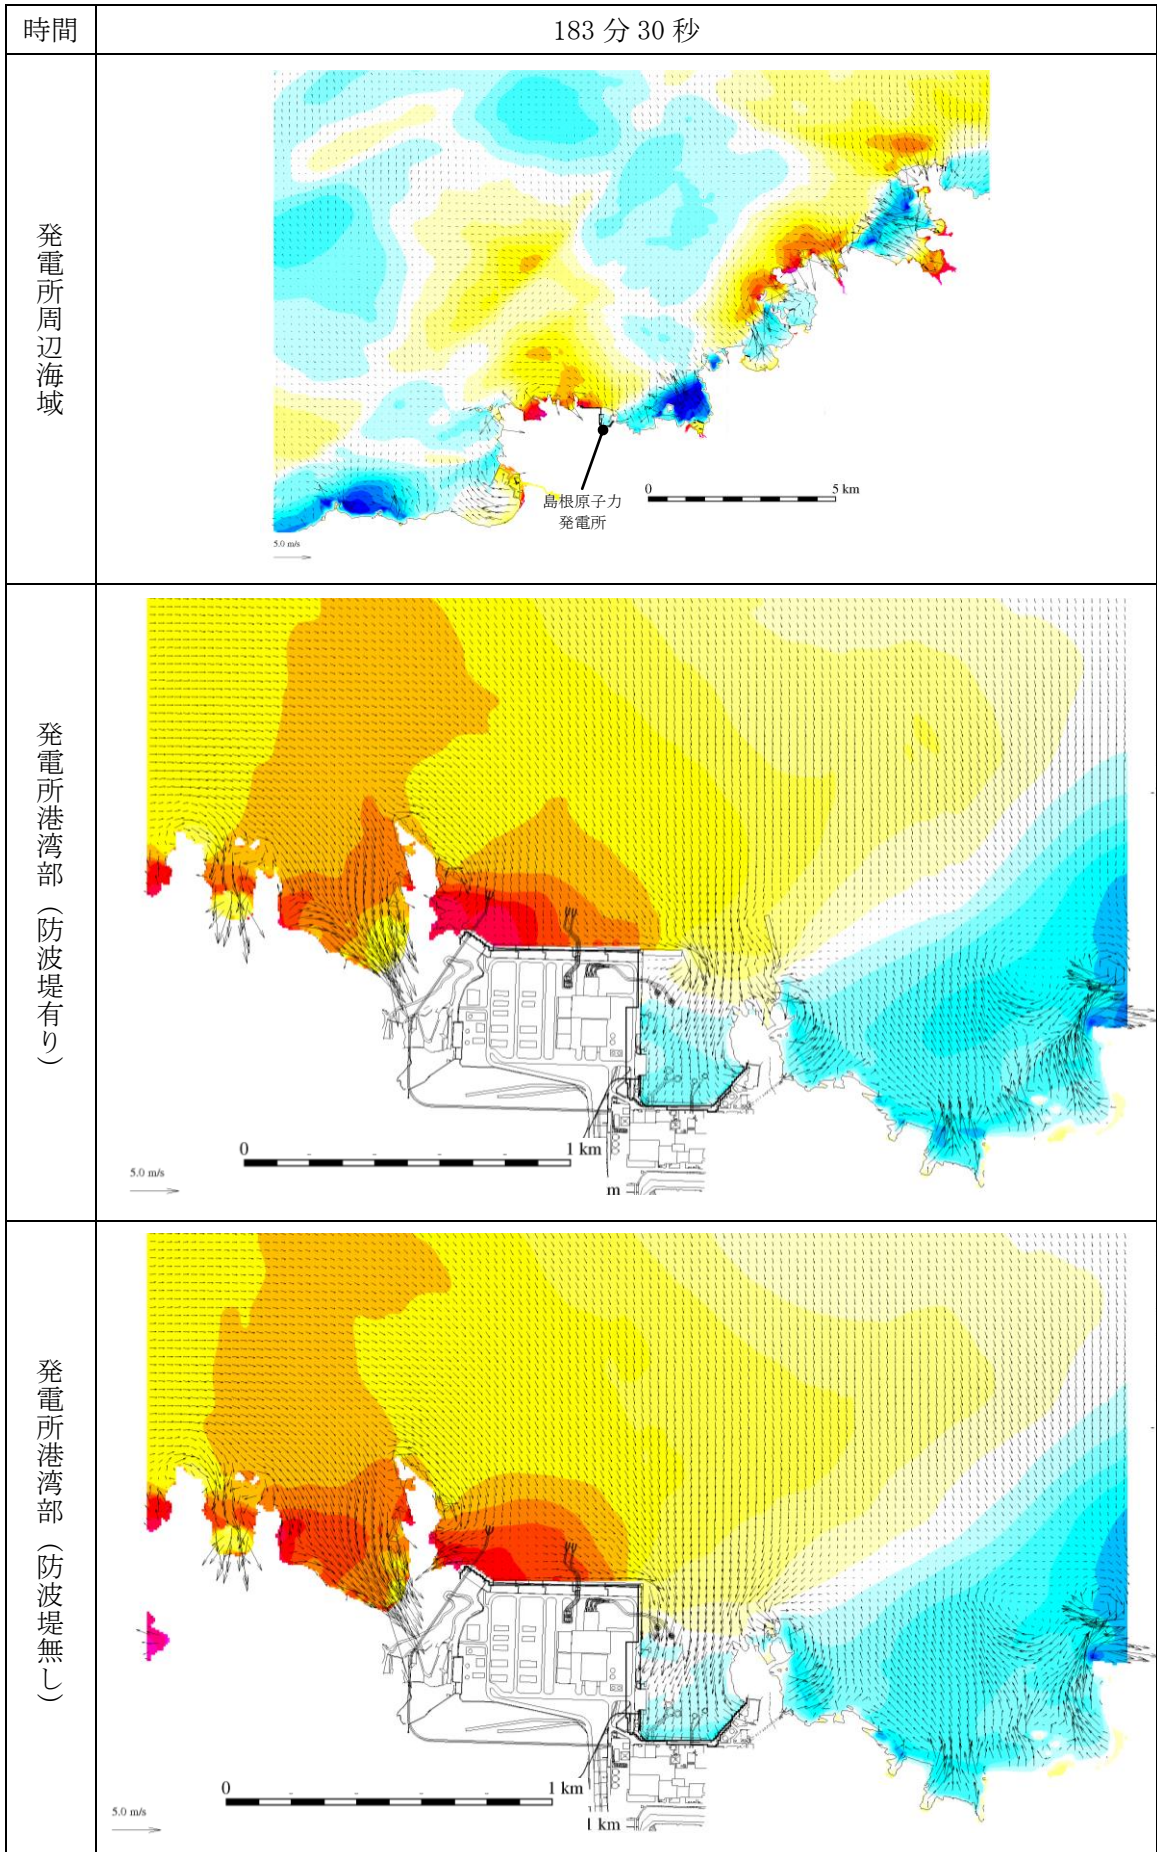 時間
183 分 30 秒
発電所周辺海域
島根原子力
発電所
0 5 km
5.0 m/s
発電所港湾部（防波堤有り）
0 1 km
5.0 m/s
m
発電所港湾部（防波堤無し）
0 1 km
5.0 m/s
1 km